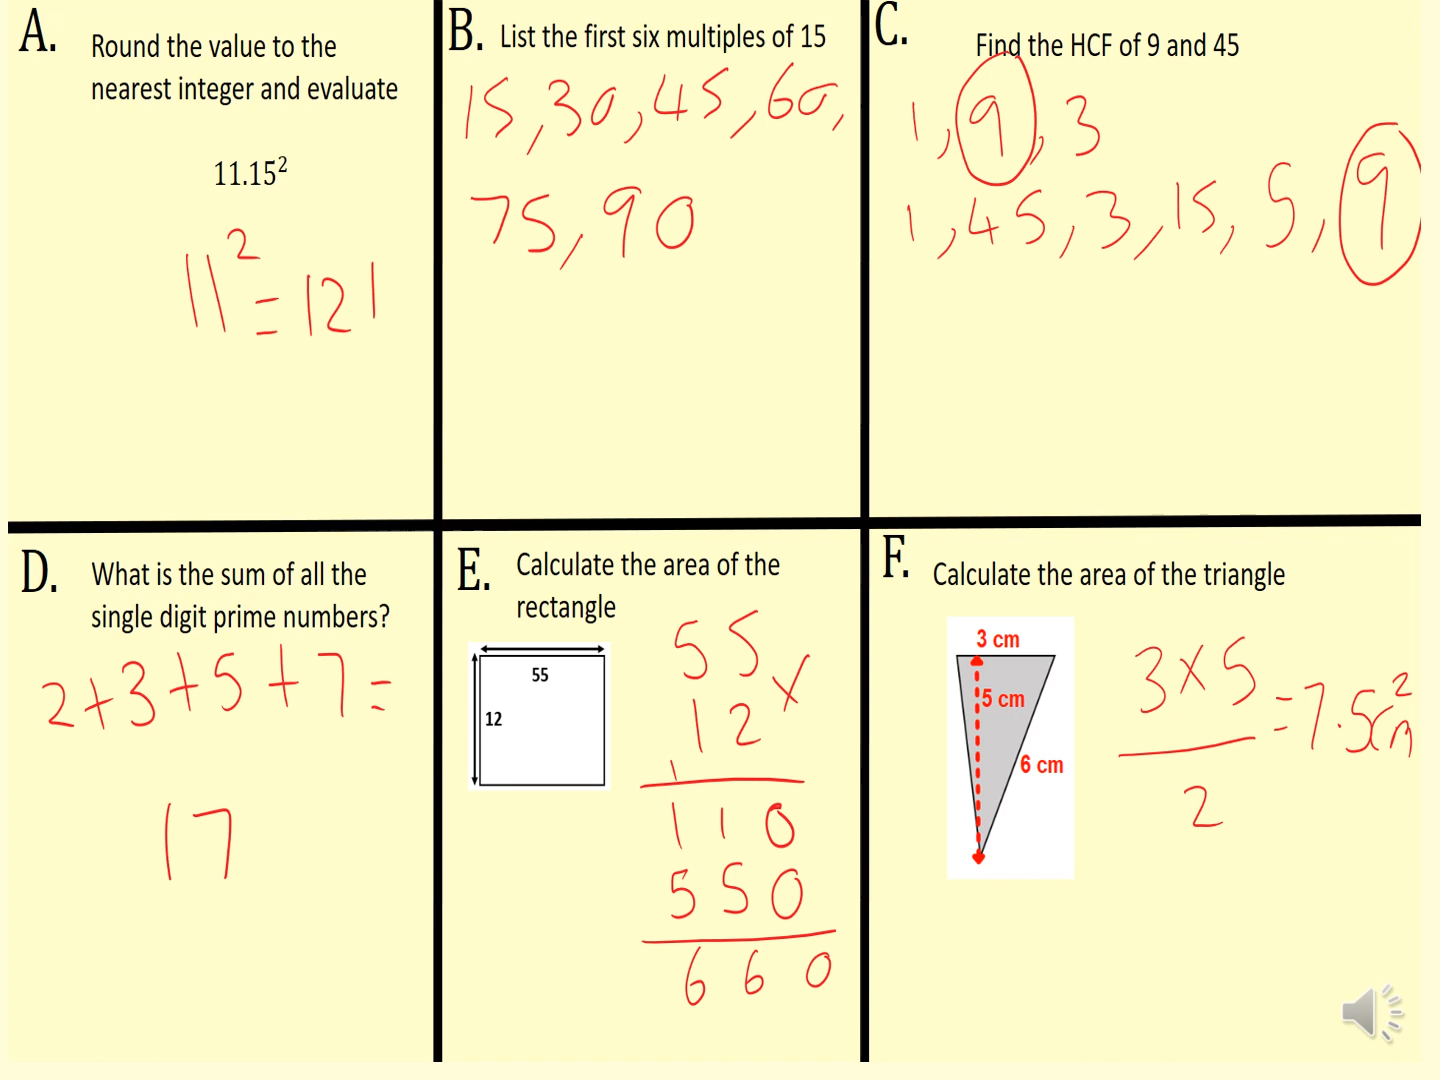 A.
Round the value to the
nearest integer and evaluate
11.15²
11² = 121
B.
List the first six multiples of 15
15, 30, 45, 60,
75, 90
C.
Find the HCF of 9 and 45
1, 9, 3
1, 45, 3, 15, 5, 9
D.
What is the sum of all the
single digit prime numbers?
2+3+5+7=
17
E.
Calculate the area of the
rectangle
55
12
55
12 ×
1
110
550
660
F.
Calculate the area of the triangle
3 cm
5 cm
6 cm
3 × 5
= 7.5cm²
2